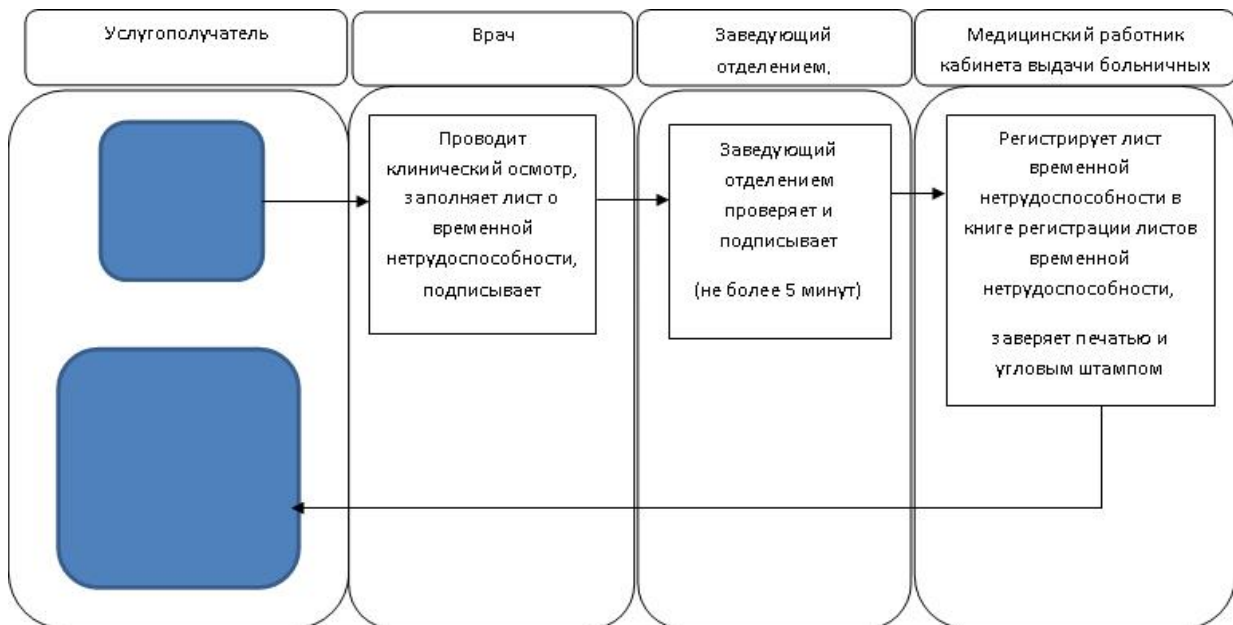 Услугополучатель
Врач
Заведующий
отделением,
Медицинский работник
кабинета выдачи больничных
Проводит
клинический осмотр,
заполняет лист о
временной
нетрудоспособности,
подписывает
Заведующий
отделением
проверяет и
подписывает
(не более 5 минут)
Регистрирует лист
временной
нетрудоспособности в
книге регистрации листов
временной
нетрудоспособности,
заверяет печатью и
угловым штампом